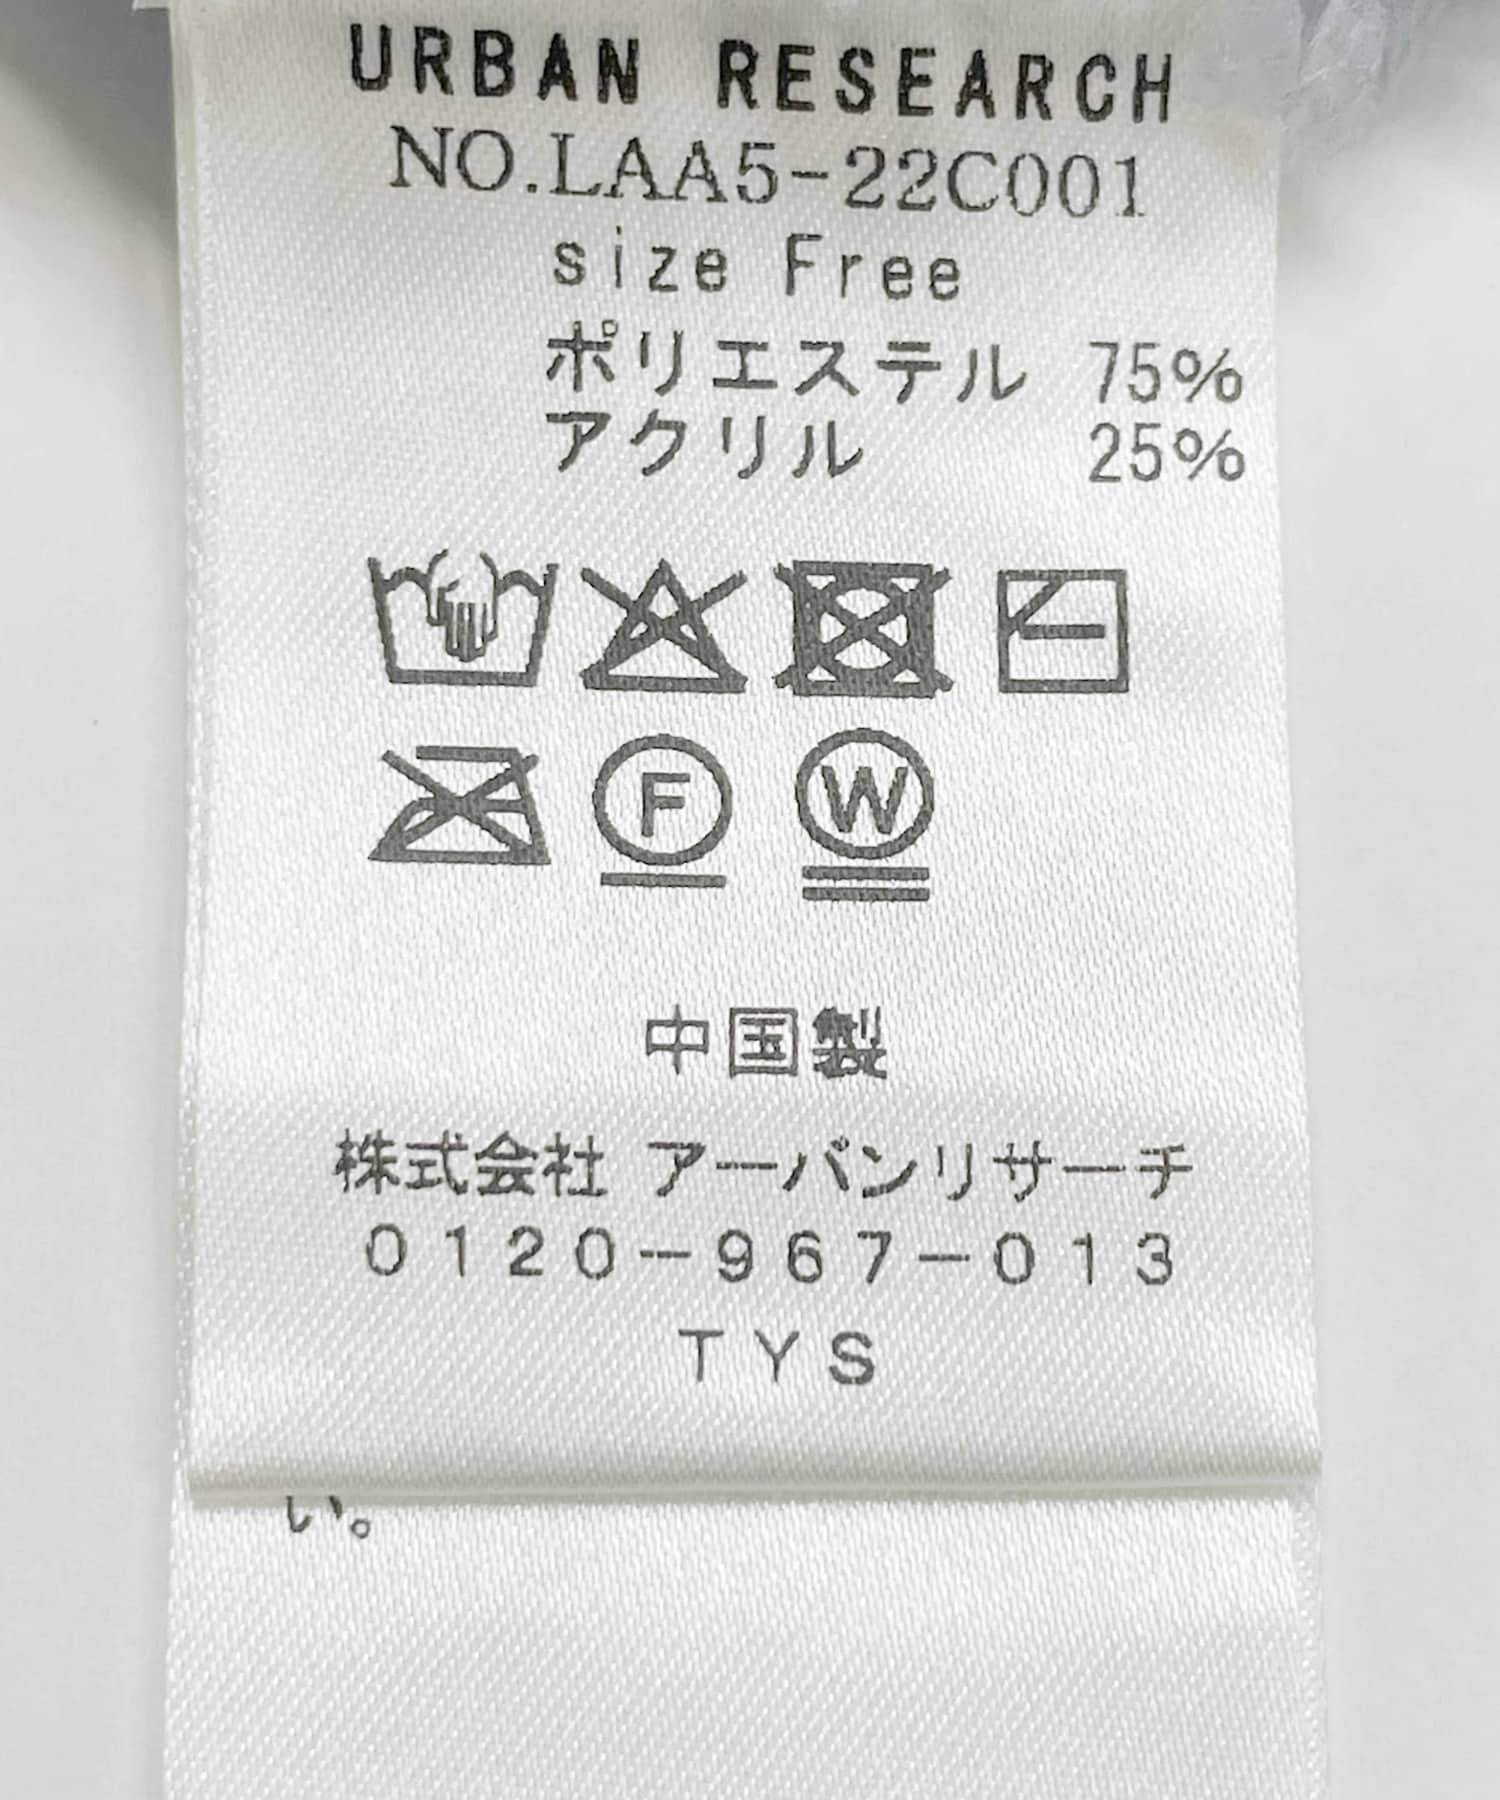 URBAN RESEARCH
NO.LAA5-22C001
size Free
ポリエステル 75%
アクリル 25%
F W
中国製
株式会社 アーバンリサーチ
0120-967-013
TYS
い。